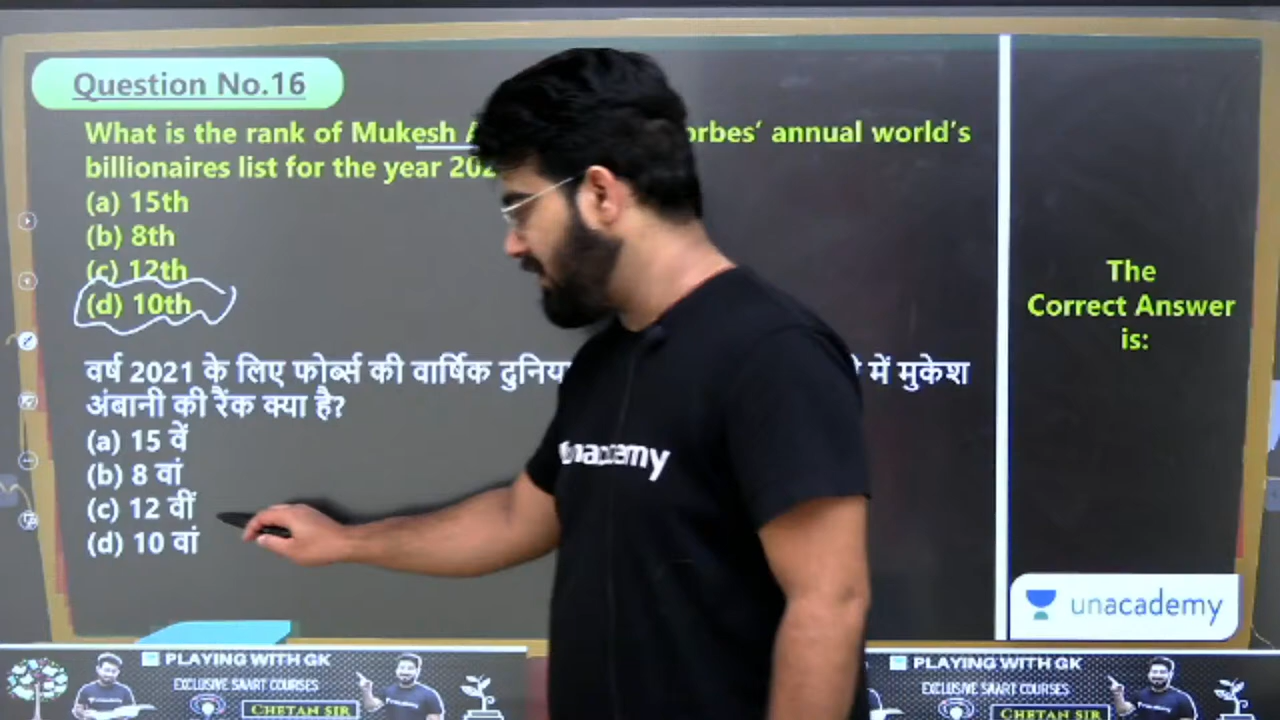 Question No.16
What is the rank of Mukesh orbes‘ annual world’s
billionaires list for the year
(a) 15th
(b) 8th
(c) 12th
(d) 10th
वर्ष 2021 के लिए फोर्ब्स की वार्षिक में मुकेश
अंबानी की रैंक क्या है?
(a) 15 वें
(b) 8 वां
(c) 12 वीं
(d) 10 वां
The
Correct Answer
is:
unacademy
unacademy
PLAYING WITH GK
EXCLUSIVE SAART COURSES
CHETAN SIR
PLAYING WITH GK
EXCLUSIVE SAART COURSES
CHETAN SIR